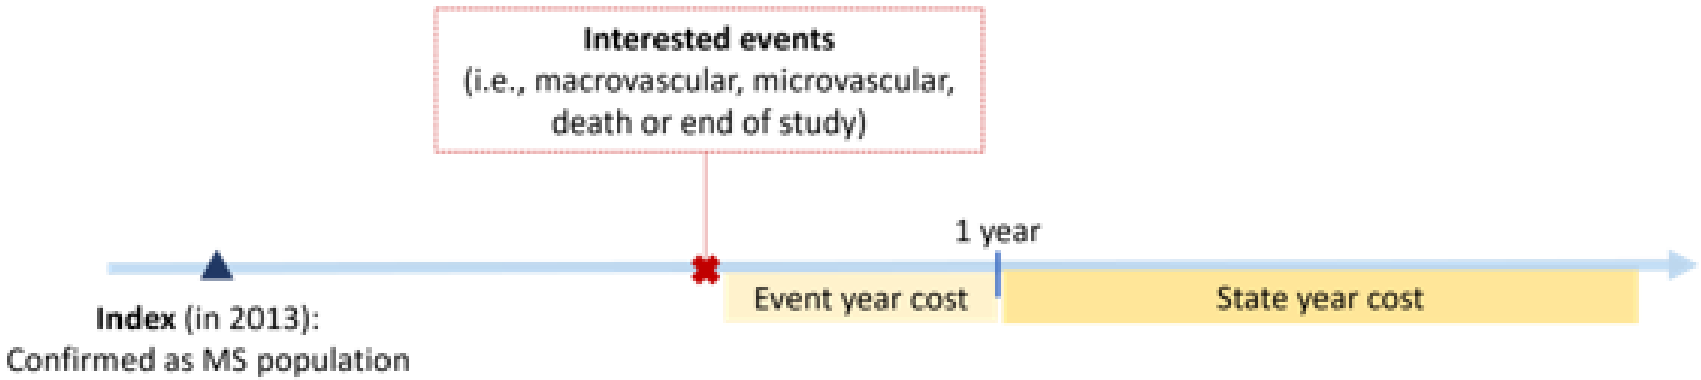 Interested events
(i.e., macrovascular, microvascular,
death or end of study)
1 year
Event year cost
State year cost
Index (in 2013):
Confirmed as MS population